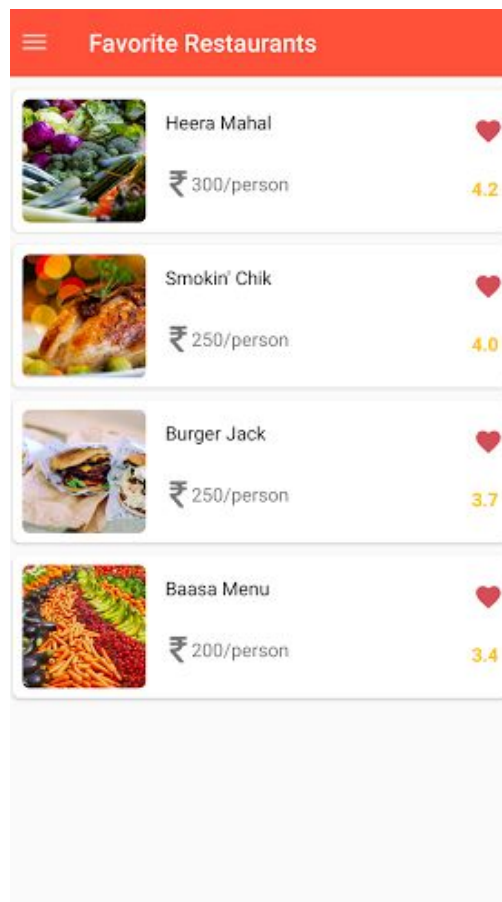 Favorite Restaurants
Heera Mahal
₹ 300/person
4.2
Smokin' Chik
₹ 250/person
4.0
Burger Jack
₹ 250/person
3.7
Baasa Menu
₹ 200/person
3.4